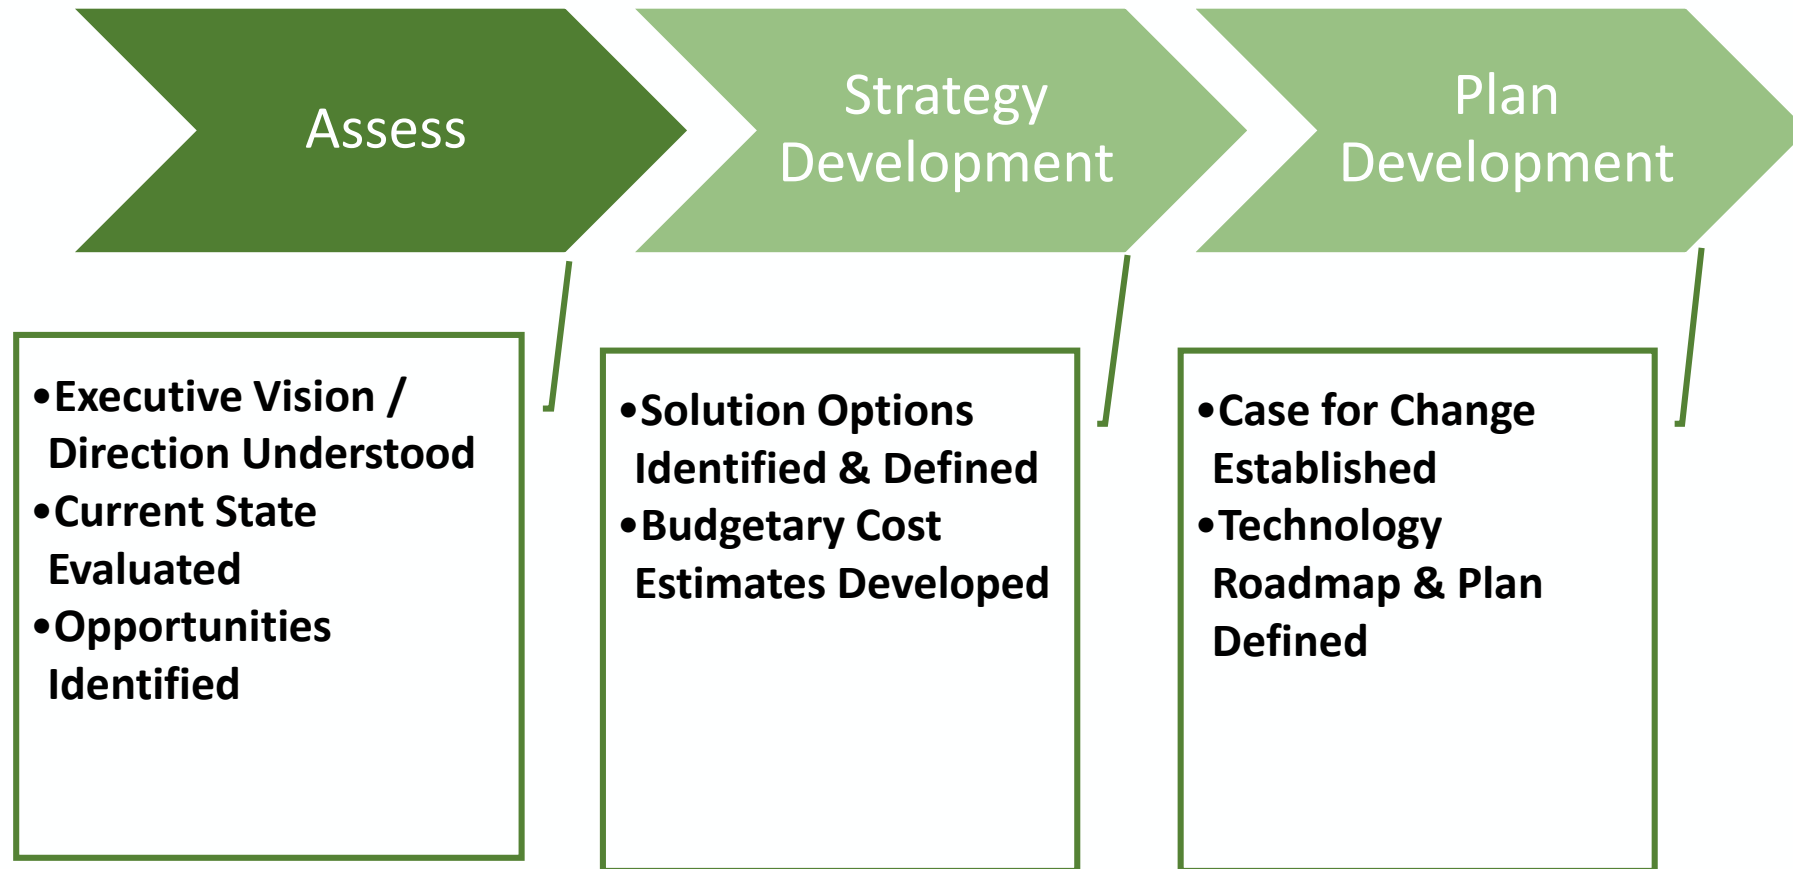 Assess
Strategy
Development
Plan
Development
•Executive Vision /
Direction Understood
•Current State
Evaluated
•Opportunities
Identified
•Solution Options
Identified & Defined
•Budgetary Cost
Estimates Developed
•Case for Change
Established
•Technology
Roadmap & Plan
Defined